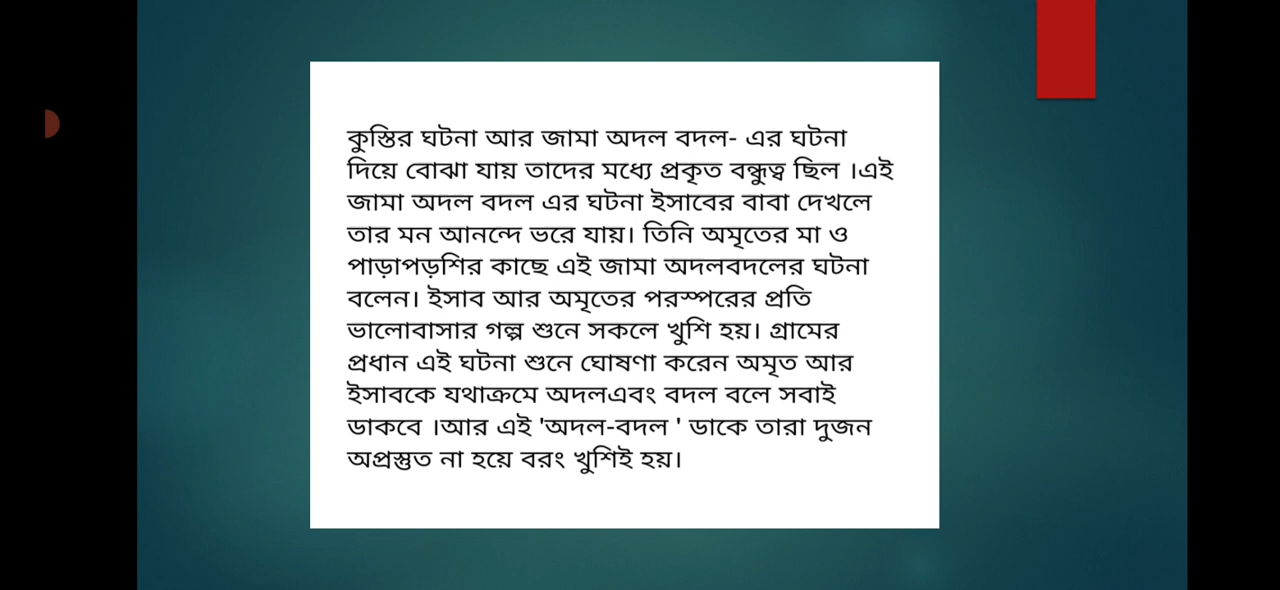 কুস্তির ঘটনা আর জামা অদল বদল- এর ঘটনা
দিয়ে বোঝা যায় তাদের মধ্যে প্রকৃত বন্ধুত্ব ছিল ।এই
জামা অদল বদল এর ঘটনা ইসাবের বাবা দেখলে
তার মন আনন্দে ভরে যায়। তিনি অমৃতের মা ও
পাড়াপড়শির কাছে এই জামা অদলবদলের ঘটনা
বলেন। ইসাব আর অমৃতের পরস্পরের প্রতি
ভালোবাসার গল্প শুনে সকলে খুশি হয়। গ্রামের
প্রধান এই ঘটনা শুনে ঘোষণা করেন অমৃত আর
ইসাবকে যথাক্রমে অদলএবং বদল বলে সবাই
ডাকবে ।আর এই 'অদল-বদল ' ডাকে তারা দুজন
অপ্রস্তুত না হয়ে বরং খুশিই হয়।